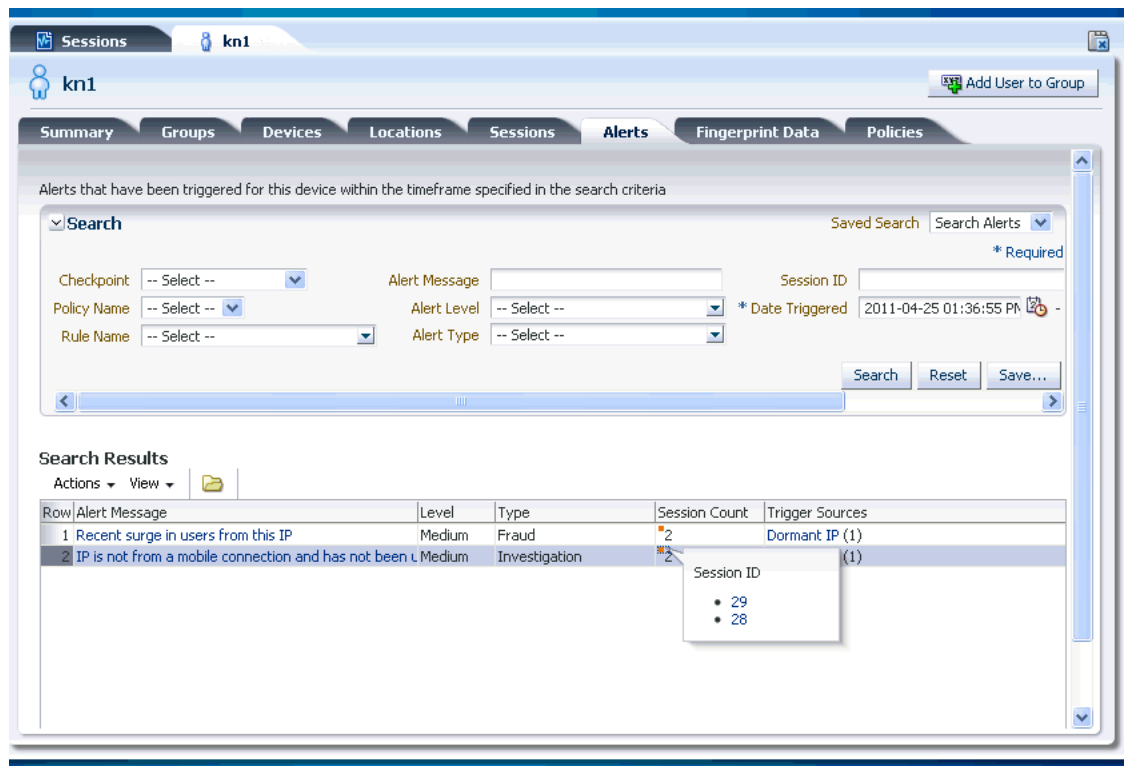 Sessions kn1
kn1 Add User to Group
Summary Groups Devices Locations Sessions Alerts Fingerprint Data Policies
Alerts that have been triggered for this device within the timeframe specified in the search criteria
Search Saved Search Search Alerts
* Required
Checkpoint -- Select -- Alert Message Session ID
Policy Name -- Select -- Alert Level -- Select -- * Date Triggered 2011-04-25 01:36:55 PM -
Rule Name -- Select -- Alert Type -- Select --
Search Reset Save...
Search Results
Actions View
Row Alert Message Level Type Session Count Trigger Sources
1 Recent surge in users from this IP Medium Fraud 2 Dormant IP (1)
2 IP is not from a mobile connection and has not been Medium Investigation 2 (1)
Session ID
• 29
• 28